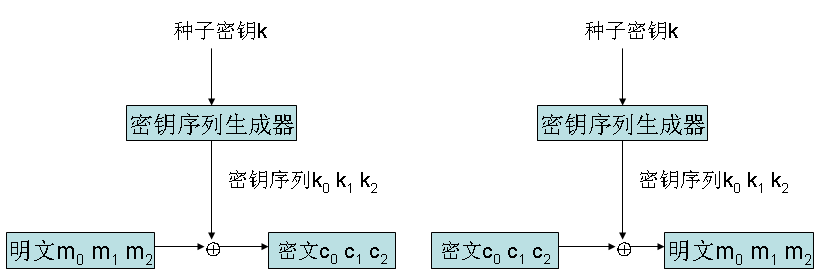 种子密钥k
密钥序列生成器
密钥序列k₀ k₁ k₂
明文m₀ m₁ m₂
⊕
密文c₀ c₁ c₂
种子密钥k
密钥序列生成器
密钥序列k₀ k₁ k₂
密文c₀ c₁ c₂
⊕
明文m₀ m₁ m₂